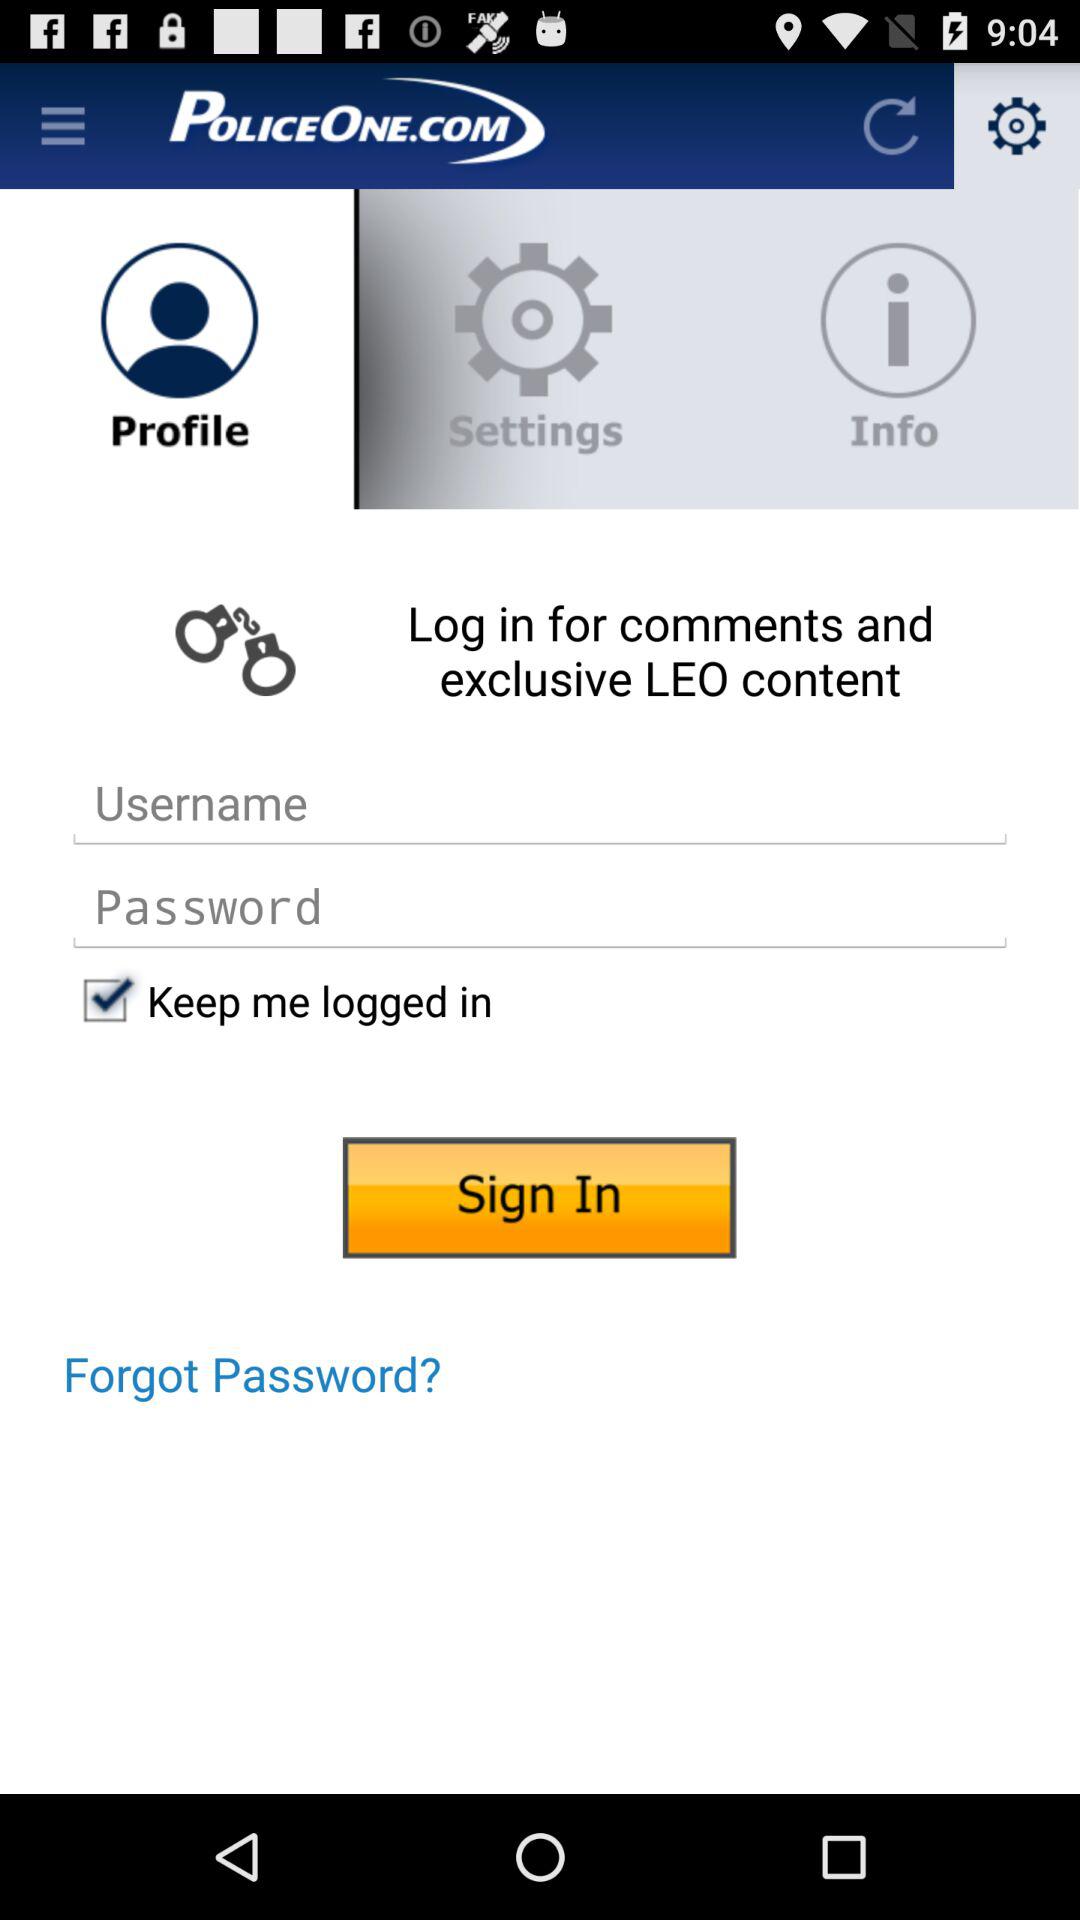 FAKE
9:04
POLICEONE.COM
Profile
Settings
Info
Log in for comments and
exclusive LEO content
Username
Password
Keep me logged in
Sign In
Forgot Password?